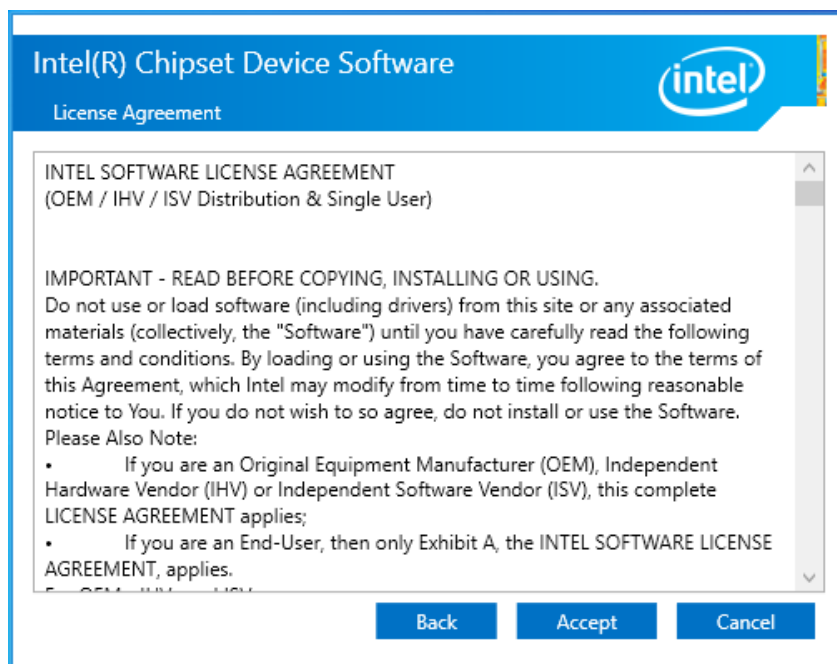 Intel(R) Chipset Device Software
intel
License Agreement
INTEL SOFTWARE LICENSE AGREEMENT
(OEM / IHV / ISV Distribution & Single User)
IMPORTANT - READ BEFORE COPYING, INSTALLING OR USING.
Do not use or load software (including drivers) from this site or any associated
materials (collectively, the "Software") until you have carefully read the following
terms and conditions. By loading or using the Software, you agree to the terms of
this Agreement, which Intel may modify from time to time following reasonable
notice to You. If you do not wish to so agree, do not install or use the Software.
Please Also Note:
• If you are an Original Equipment Manufacturer (OEM), Independent
Hardware Vendor (IHV) or Independent Software Vendor (ISV), this complete
LICENSE AGREEMENT applies;
• If you are an End-User, then only Exhibit A, the INTEL SOFTWARE LICENSE
AGREEMENT, applies.
Back Accept Cancel